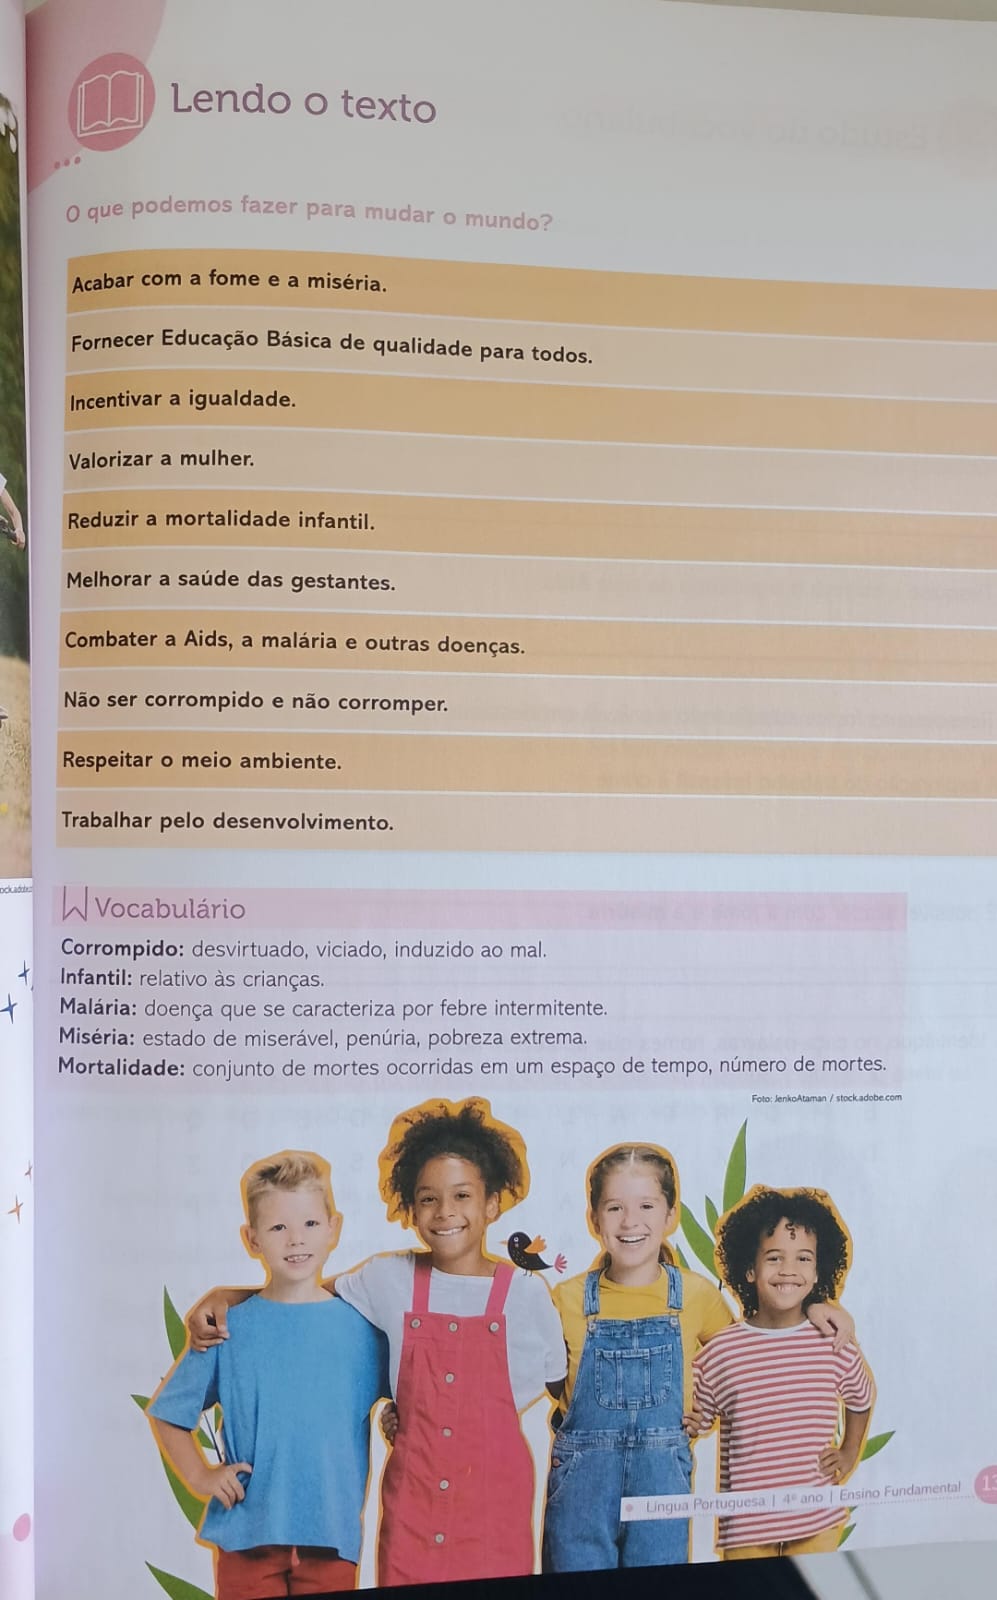 Lendo o texto
O que podemos fazer para mudar o mundo?
Acabar com a fome e a miséria.
Fornecer Educação Básica de qualidade para todos.
Incentivar a igualdade.
Valorizar a mulher.
Reduzir a mortalidade infantil.
Melhorar a saúde das gestantes.
Combater a Aids, a malária e outras doenças.
Não ser corrompido e não corromper.
Respeitar o meio ambiente.
Trabalhar pelo desenvolvimento.
Vocabulário
Corrompido: desvirtuado, viciado, induzido ao mal.
Infantil: relativo às crianças.
Malária: doença que se caracteriza por febre intermitente.
Miséria: estado de miserável, penúria, pobreza extrema.
Mortalidade: conjunto de mortes ocorridas em um espaço de tempo, número de mortes.
Foto: JenkoAtaman / stock.adobe.com
Língua Portuguesa | 4º ano | Ensino Fundamental